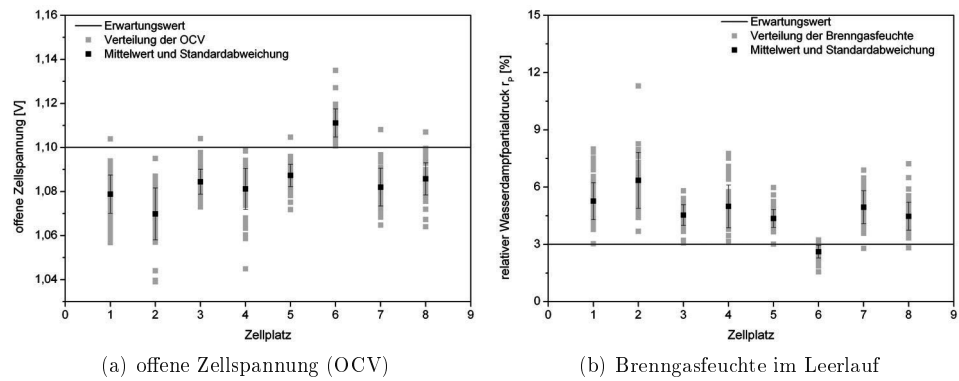 1,16
Erwartungswert
Verteilung der OCV
Mittelwert und Standardabweichung
1,14
1,12
1,10
1,08
1,06
1,04
offene Zellspannung [V]
0 1 2 3 4 5 6 7 8 9
Zellplatz
(a) offene Zellspannung (OCV)
15
Erwartungswert
Verteilung der Brenngasfeuchte
Mittelwert und Standardabweichung
12
9
6
3
0
relativer Wasserdampfpartialdruck r_P [%]
0 1 2 3 4 5 6 7 8 9
Zellplatz
(b) Brenngasfeuchte im Leerlauf